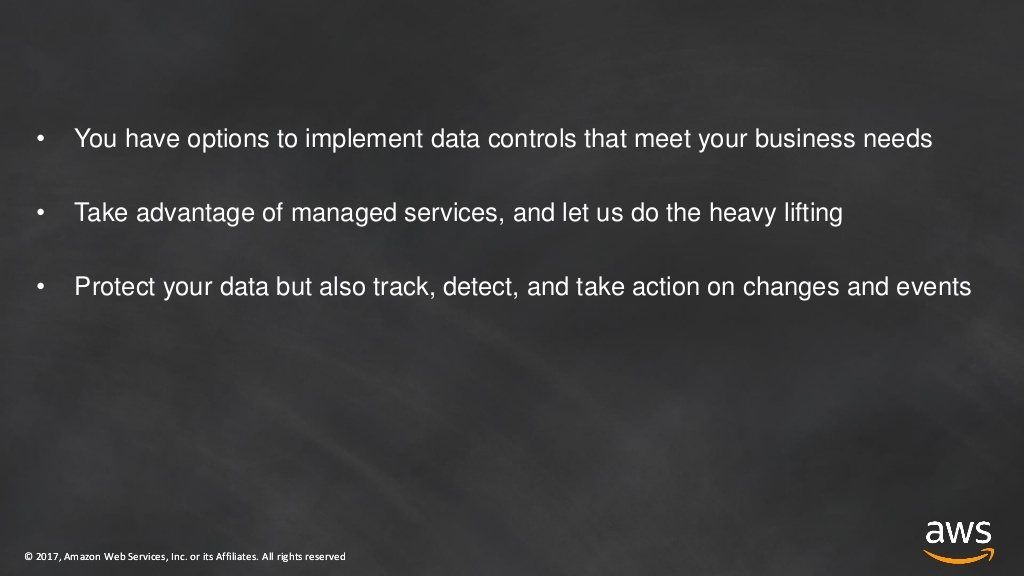 • You have options to implement data controls that meet your business needs
• Take advantage of managed services, and let us do the heavy lifting
• Protect your data but also track, detect, and take action on changes and events
© 2017, Amazon Web Services, Inc. or its Affiliates. All rights reserved
aws